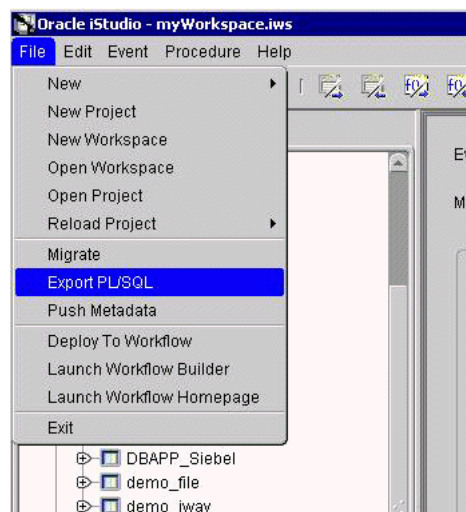 Oracle iStudio - myWorkspace.iws
File Edit Event Procedure Help
New
New Project
New Workspace
Open Workspace
Open Project
Reload Project
Migrate
Export PL/SQL
Push Metadata
Deploy To Workflow
Launch Workflow Builder
Launch Workflow Homepage
Exit
DBAPP_Siebel
demo_file
demo_iway